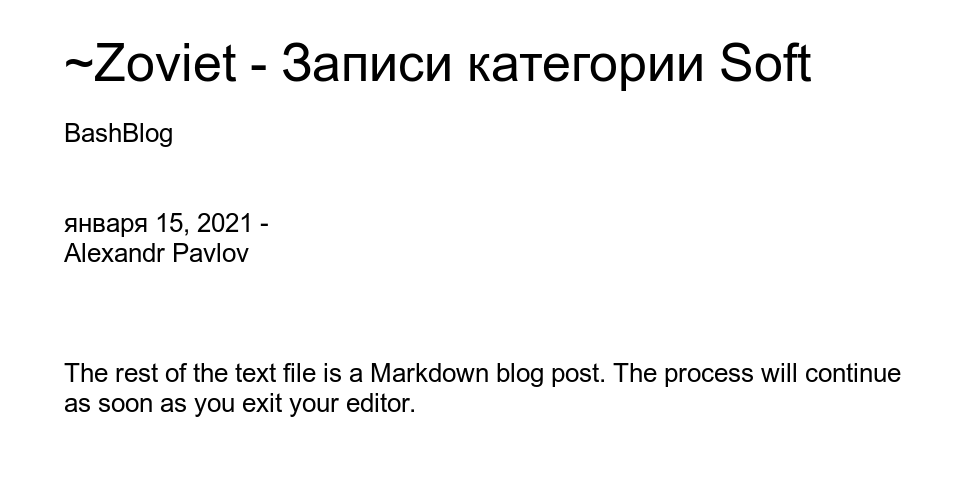 ~Zoviet - Записи категории Soft
BashBlog
января 15, 2021 -
Alexandr Pavlov
The rest of the text file is a Markdown blog post. The process will continue
as soon as you exit your editor.